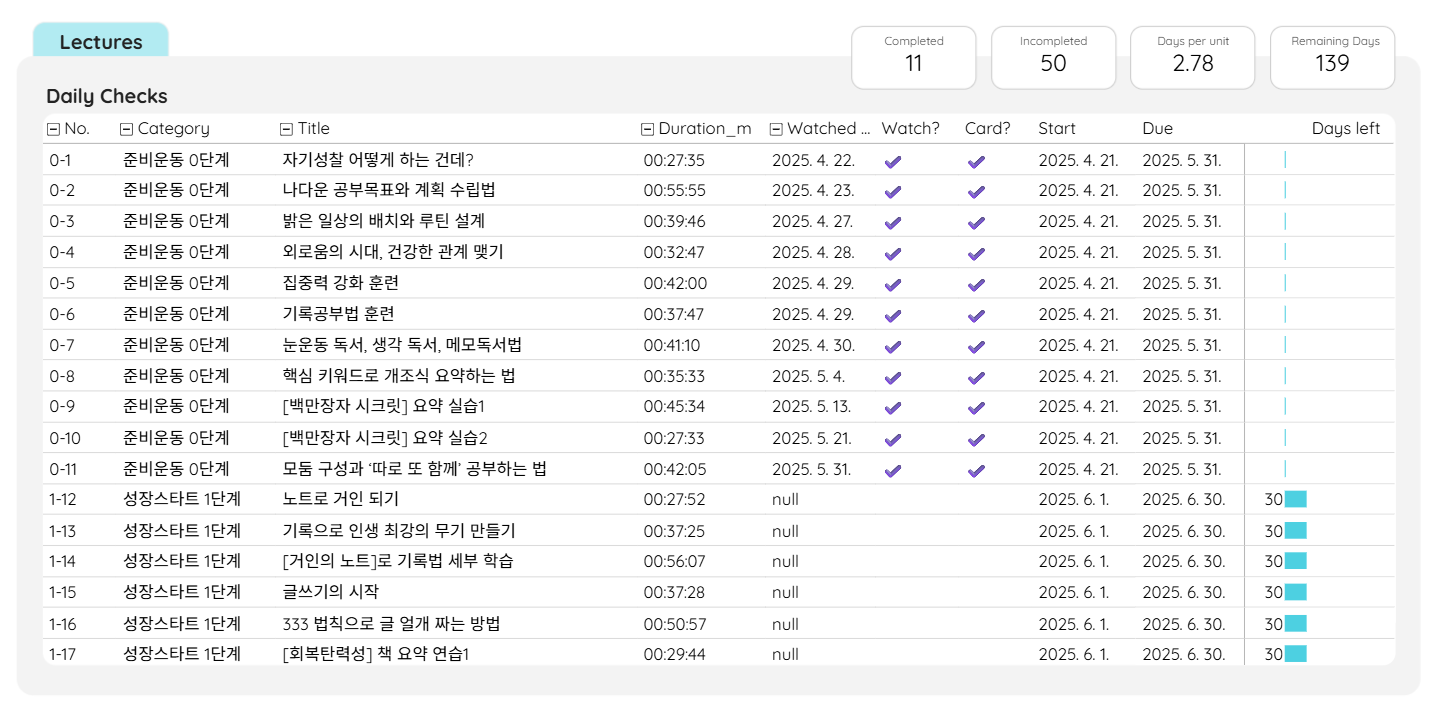 Lectures
Completed
11
Incompleted
50
Days per unit
2.78
Remaining Days
139
Daily Checks
No. Category Title Duration_m Watched ... Watch? Card? Start Due Days left
0-1 준비운동 0단계 자기성찰 어떻게 하는 건데? 00:27:35 2025. 4. 22. 2025. 4. 21. 2025. 5. 31.
0-2 준비운동 0단계 나다운 공부목표와 계획 수립법 00:55:55 2025. 4. 23. 2025. 4. 21. 2025. 5. 31.
0-3 준비운동 0단계 밝은 일상의 배치와 루틴 설계 00:39:46 2025. 4. 27. 2025. 4. 21. 2025. 5. 31.
0-4 준비운동 0단계 외로움의 시대, 건강한 관계 맺기 00:32:47 2025. 4. 28. 2025. 4. 21. 2025. 5. 31.
0-5 준비운동 0단계 집중력 강화 훈련 00:42:00 2025. 4. 29. 2025. 4. 21. 2025. 5. 31.
0-6 준비운동 0단계 기록공부법 훈련 00:37:47 2025. 4. 29. 2025. 4. 21. 2025. 5. 31.
0-7 준비운동 0단계 눈운동 독서, 생각 독서, 메모독서법 00:41:10 2025. 4. 30. 2025. 4. 21. 2025. 5. 31.
0-8 준비운동 0단계 핵심 키워드로 개조식 요약하는 법 00:35:33 2025. 5. 4. 2025. 4. 21. 2025. 5. 31.
0-9 준비운동 0단계 [백만장자 시크릿] 요약 실습1 00:45:34 2025. 5. 13. 2025. 4. 21. 2025. 5. 31.
0-10 준비운동 0단계 [백만장자 시크릿] 요약 실습2 00:27:33 2025. 5. 21. 2025. 4. 21. 2025. 5. 31.
0-11 준비운동 0단계 모둠 구성과 ‘따로 또 함께’ 공부하는 법 00:42:05 2025. 5. 31. 2025. 4. 21. 2025. 5. 31.
1-12 성장스타트 1단계 노트로 거인 되기 00:27:52 null 2025. 6. 1. 2025. 6. 30. 30
1-13 성장스타트 1단계 기록으로 인생 최강의 무기 만들기 00:37:25 null 2025. 6. 1. 2025. 6. 30. 30
1-14 성장스타트 1단계 [거인의 노트]로 기록법 세부 학습 00:56:07 null 2025. 6. 1. 2025. 6. 30. 30
1-15 성장스타트 1단계 글쓰기의 시작 00:37:28 null 2025. 6. 1. 2025. 6. 30. 30
1-16 성장스타트 1단계 333 법칙으로 글 얼개 짜는 방법 00:50:57 null 2025. 6. 1. 2025. 6. 30. 30
1-17 성장스타트 1단계 [회복탄력성] 책 요약 연습1 00:29:44 null 2025. 6. 1. 2025. 6. 30. 30